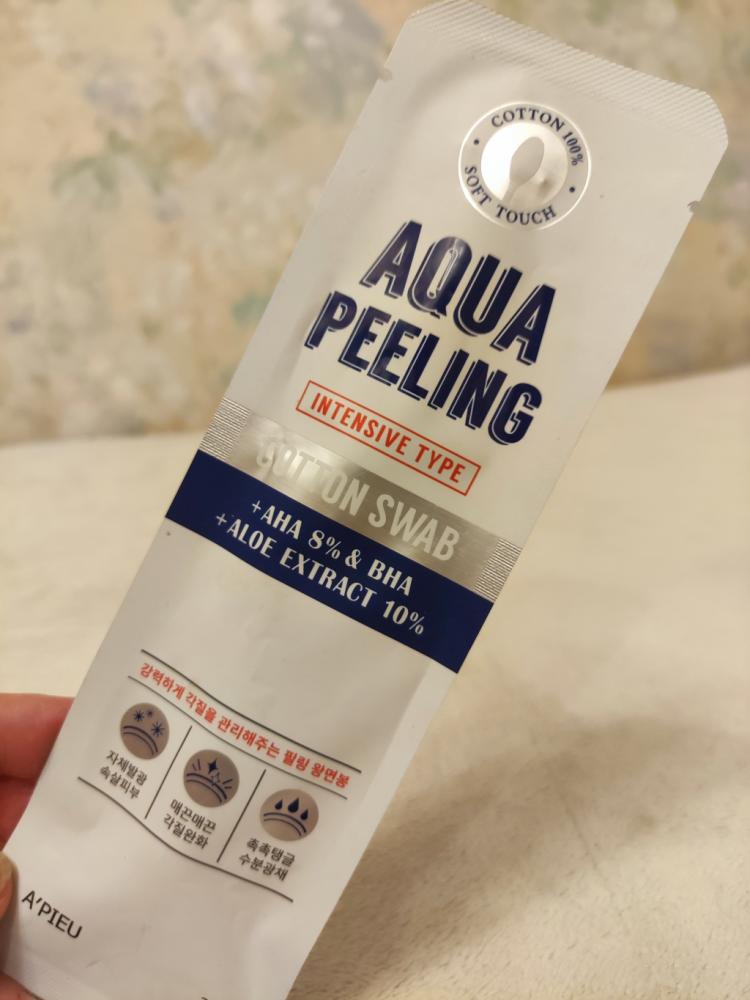 COTTON 100%
SOFT TOUCH
AQUA
PEELING
INTENSIVE TYPE
COTTON SWAB
+AHA 8% & BHA
+ALOE EXTRACT 10%
강력하게 각질을 관리해주는 필링 왕면봉
자체발광
속살피부
매끈매끈
각질완화
촉촉탱글
수분광채
A'PIEU